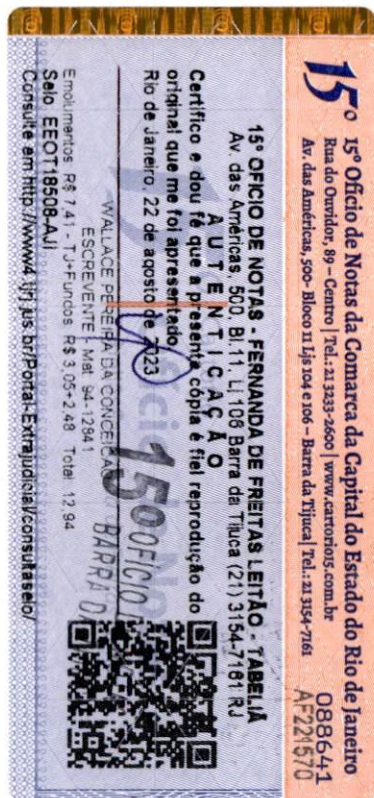 15º
15º Ofício de Notas da Comarca da Capital do Estado do Rio de Janeiro
Rua do Ouvidor, 89 – Centro | Tel.: 21 3233-2600 | www.cartorio15.com.br
Av. das Américas, 500 – Bloco 11 Ljs 104 e 106 – Barra da Tijuca | Tel.: 21 3154-7161
088641
AF221570
15º OFÍCIO DE NOTAS - FERNANDA DE FREITAS LEITÃO - TABELIÃ
Av. das Américas, 500, Bl.11, Lj 106 Barra da Tijuca (21) 3154-7161 RJ
AUTENTICAÇÃO
Certifico e dou fé que a presente cópia é fiel reprodução do
original que me foi apresentado.
Rio de Janeiro, 22 de agosto de 2023
WALLACE PEREIRA DA CONCEICAO
ESCREVENTE - Mat. 94-12841
15º OFÍCIO
BARRA DA
Emolumentos: R$ 7,41 - TJ+Fundos: R$ 3,05+2,48 Total: 12,94
Selo: EEOT18508-AJI
Consulte em http://www4.tjrj.jus.br/Portal-Extrajudicial/consultaselo/